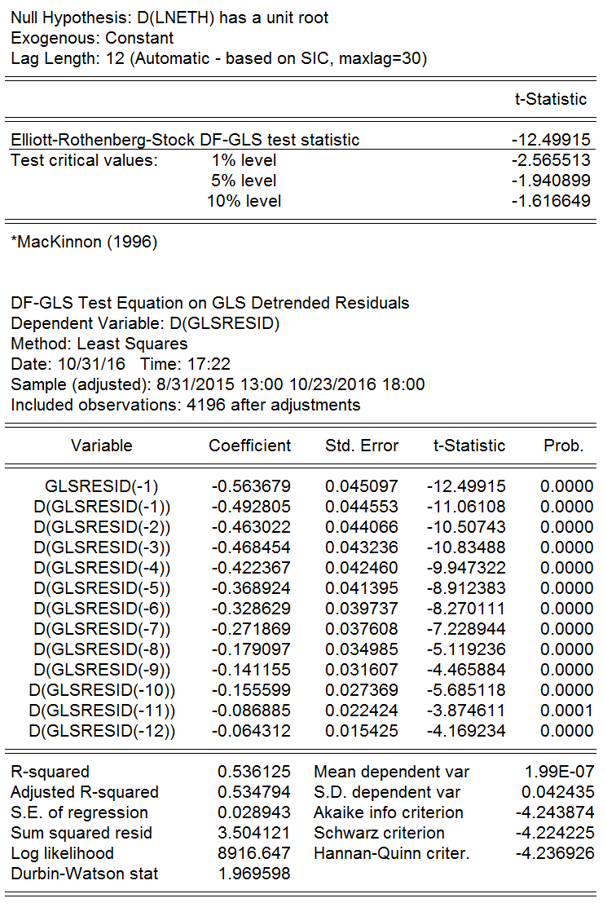 Null Hypothesis: D(LNETH) has a unit root
Exogenous: Constant
Lag Length: 12 (Automatic - based on SIC, maxlag=30)
t-Statistic
Elliott-Rothenberg-Stock DF-GLS test statistic -12.49915
Test critical values: 1% level -2.565513
5% level -1.940899
10% level -1.616649
*MacKinnon (1996)
DF-GLS Test Equation on GLS Detrended Residuals
Dependent Variable: D(GLSRESID)
Method: Least Squares
Date: 10/31/16 Time: 17:22
Sample (adjusted): 8/31/2015 13:00 10/23/2016 18:00
Included observations: 4196 after adjustments
Variable Coefficient Std. Error t-Statistic Prob.
GLSRESID(-1) -0.563679 0.045097 -12.49915 0.0000
D(GLSRESID(-1)) -0.492805 0.044553 -11.06108 0.0000
D(GLSRESID(-2)) -0.463022 0.044066 -10.50743 0.0000
D(GLSRESID(-3)) -0.468454 0.043236 -10.83488 0.0000
D(GLSRESID(-4)) -0.422367 0.042460 -9.947322 0.0000
D(GLSRESID(-5)) -0.368924 0.041395 -8.912383 0.0000
D(GLSRESID(-6)) -0.328629 0.039737 -8.270111 0.0000
D(GLSRESID(-7)) -0.271869 0.037608 -7.228944 0.0000
D(GLSRESID(-8)) -0.179097 0.034985 -5.119236 0.0000
D(GLSRESID(-9)) -0.141155 0.031607 -4.465884 0.0000
D(GLSRESID(-10)) -0.155599 0.027369 -5.685118 0.0000
D(GLSRESID(-11)) -0.086885 0.022424 -3.874611 0.0001
D(GLSRESID(-12)) -0.064312 0.015425 -4.169234 0.0000
R-squared 0.536125 Mean dependent var 1.99E-07
Adjusted R-squared 0.534794 S.D. dependent var 0.042435
S.E. of regression 0.028943 Akaike info criterion -4.243874
Sum squared resid 3.504121 Schwarz criterion -4.224225
Log likelihood 8916.647 Hannan-Quinn criter. -4.236926
Durbin-Watson stat 1.969598